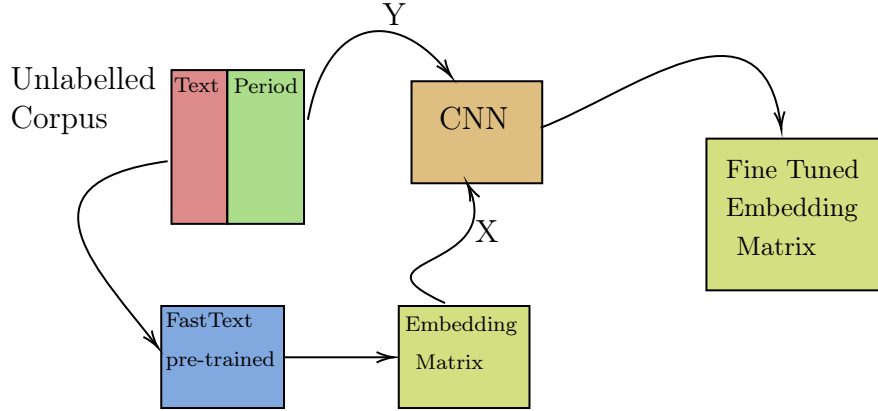 Y
Unlabelled
Corpus
Text
Period
CNN
Fine Tuned
Embedding
Matrix
X
FastText
pre-trained
Embedding
Matrix